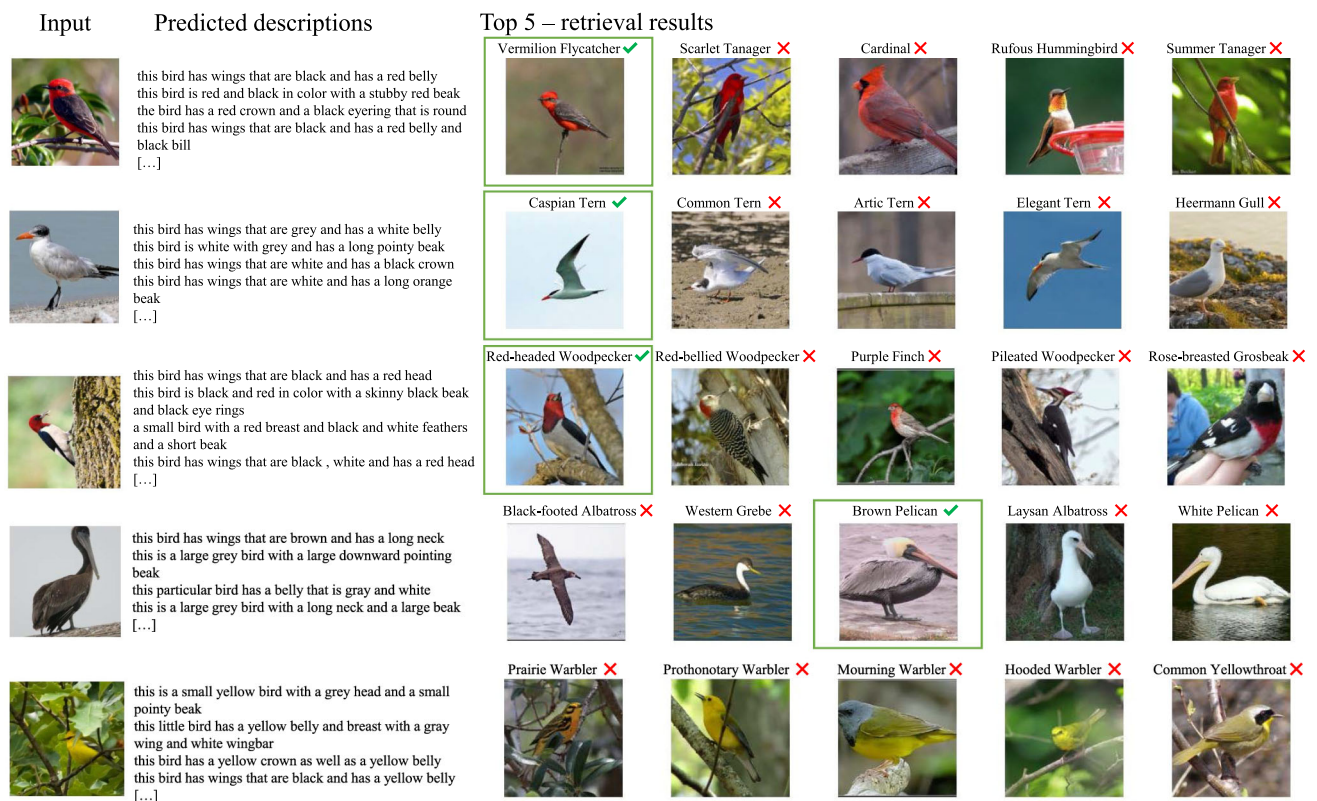 Input
Predicted descriptions
Top 5 – retrieval results
this bird has wings that are black and has a red belly
this bird is red and black in color with a stubby red beak
the bird has a red crown and a black eyering that is round
this bird has wings that are black and has a red belly and
black bill
[…]
Vermilion Flycatcher
Scarlet Tanager
Cardinal
Rufous Hummingbird
Summer Tanager
this bird has wings that are grey and has a white belly
this bird is white with grey and has a long pointy beak
this bird has wings that are white and has a black crown
this bird has wings that are white and has a long orange
beak
[…]
Caspian Tern
Common Tern
Artic Tern
Elegant Tern
Heermann Gull
this bird has wings that are black and has a red head
this bird is black and red in color with a skinny black beak
and black eye rings
a small bird with a red breast and black and white feathers
and a short beak
this bird has wings that are black , white and has a red head
[…]
Red-headed Woodpecker
Red-bellied Woodpecker
Purple Finch
Pileated Woodpecker
Rose-breasted Grosbeak
this bird has wings that are brown and has a long neck
this is a large grey bird with a large downward pointing
beak
this particular bird has a belly that is gray and white
this is a large grey bird with a long neck and a large beak
[…]
Black-footed Albatross
Western Grebe
Brown Pelican
Laysan Albatross
White Pelican
this is a small yellow bird with a grey head and a small
pointy beak
this little bird has a yellow belly and breast with a gray
wing and white wingbar
this bird has a yellow crown as well as a yellow belly
this bird has wings that are black and has a yellow belly
[…]
Prairie Warbler
Prothonotary Warbler
Mourning Warbler
Hooded Warbler
Common Yellowthroat